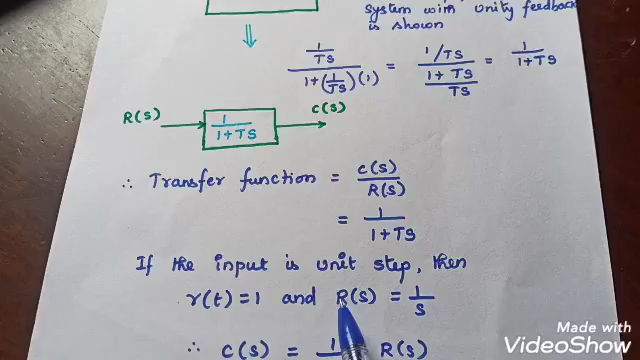 system with unity feedback
is shown
1/TS / 1+(1/TS)(1) = 1/TS / 1+TS/TS = 1/1+TS
R(S) 1/1+TS C(S)
∴ Transfer function = C(S)/R(S)
= 1/1+TS
If the input is unit step, then
r(t)=1 and R(S) = 1/S
∴ C(S) = 1 R(S)
Made with
VideoShow